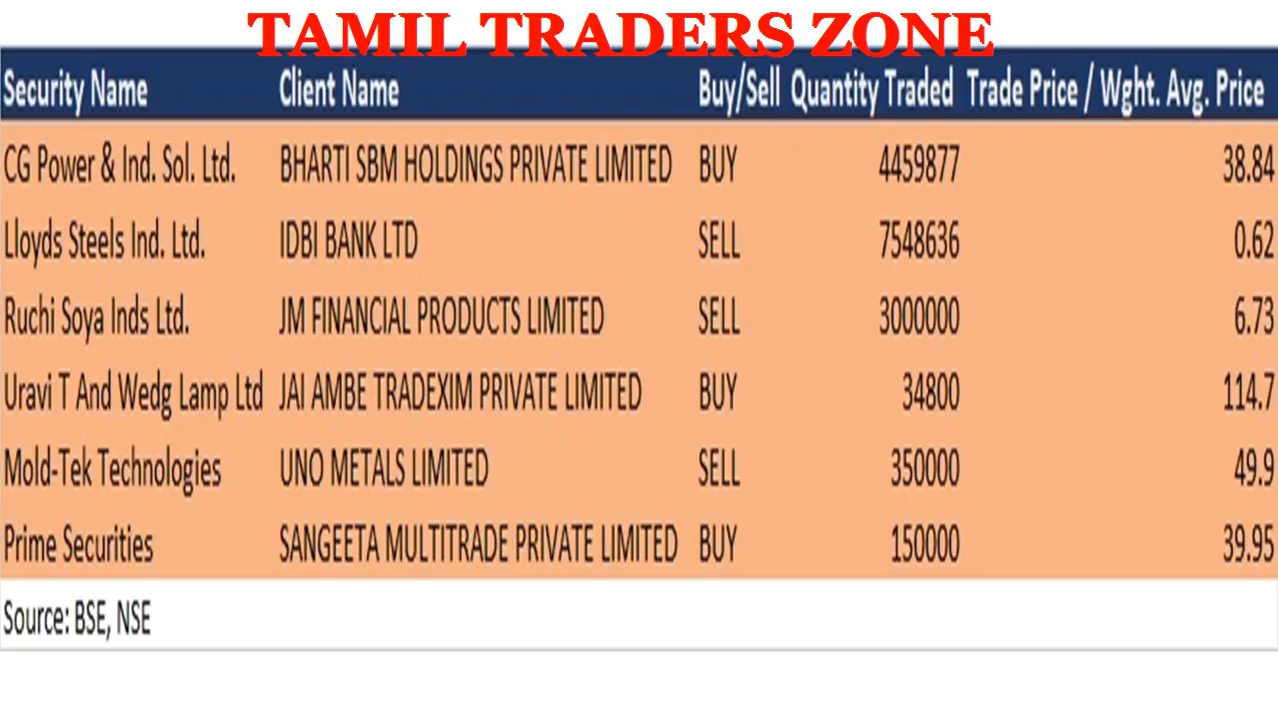 TAMIL TRADERS ZONE
Security Name Client Name Buy/Sell Quantity Traded Trade Price / Wght. Avg. Price
CG Power & Ind. Sol. Ltd. BHARTI SBM HOLDINGS PRIVATE LIMITED BUY 4459877 38.84
Lloyds Steels Ind. Ltd. IDBI BANK LTD SELL 7548636 0.62
Ruchi Soya Inds Ltd. JM FINANCIAL PRODUCTS LIMITED SELL 3000000 6.73
Uravi T And Wedg Lamp Ltd JAI AMBE TRADEXIM PRIVATE LIMITED BUY 34800 114.7
Mold-Tek Technologies UNO METALS LIMITED SELL 350000 49.9
Prime Securities SANGEETA MULTITRADE PRIVATE LIMITED BUY 150000 39.95
Source: BSE, NSE